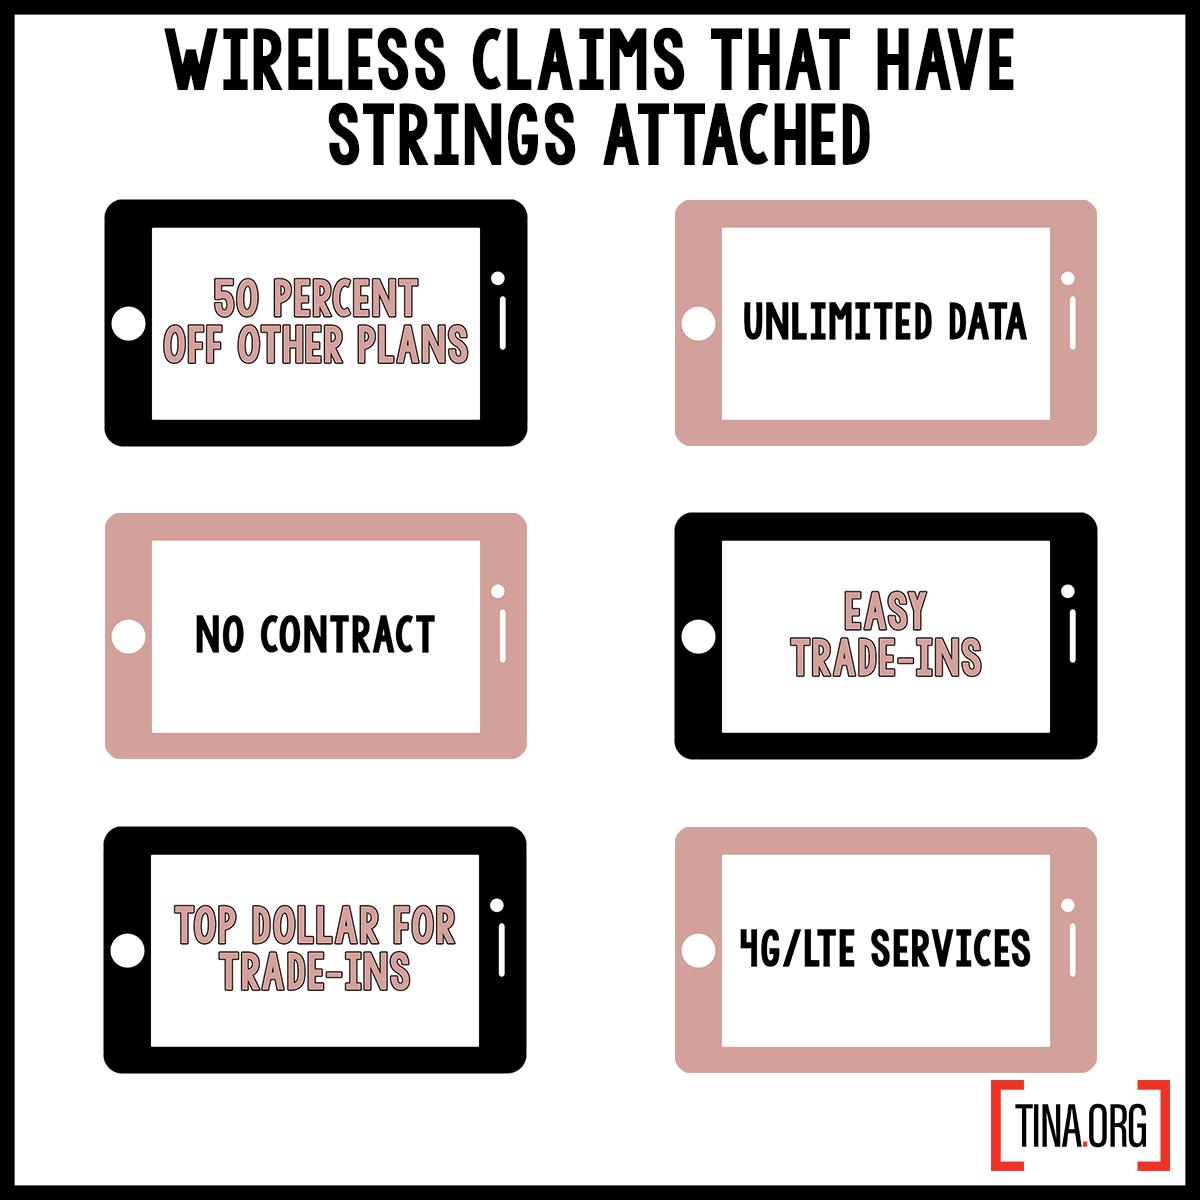 WIRELESS CLAIMS THAT HAVE
STRINGS ATTACHED
50 PERCENT
OFF OTHER PLANS
UNLIMITED DATA
NO CONTRACT
EASY
TRADE-INS
TOP DOLLAR FOR
TRADE-INS
4G/LTE SERVICES
[TINA.ORG]